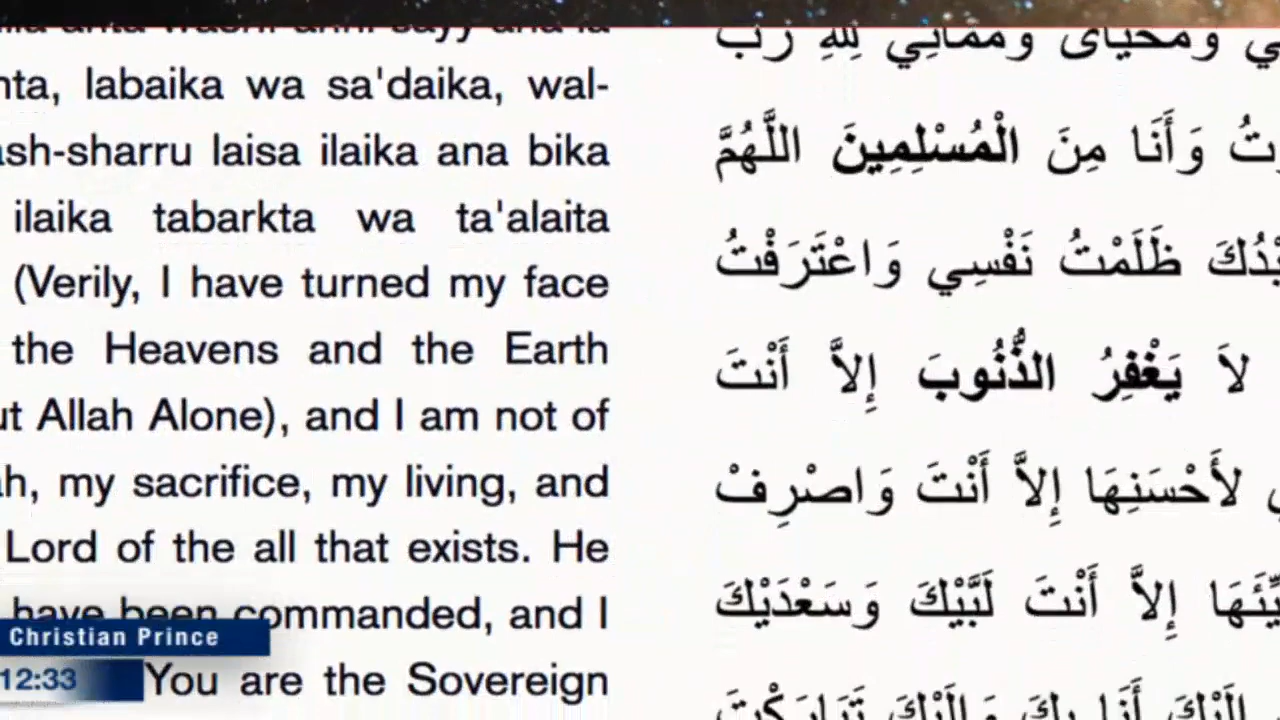 nta, labaika wa sa'daika, wal-
ash-sharru laisa ilaika ana bika
ilaika tabarkta wa ta'alaita
(Verily, I have turned my face
the Heavens and the Earth
ut Allah Alone), and I am not of
ah, my sacrifice, my living, and
Lord of the all that exists. He
have been commanded, and I
You are the Sovereign
ي وَمَحْيَاىَ وَمَمَاتِي لِلَّهِ رَبِّ
تُ وَأَنَا مِنَ الْمُسْلِمِينَ اللَّهُمَّ
بْدُكَ ظَلَمْتُ نَفْسِي وَاعْتَرَفْتُ
لاَ يَغْفِرُ الذُّنُوبَ إِلاَّ أَنْتَ
لأَحْسَنِهَا إِلاَّ أَنْتَ وَاصْرِفْ
يِّئَهَا إِلاَّ أَنْتَ لَبَّيْكَ وَسَعْدَيْكَ
إِلَيْكَ أَنَا بِكَ وَإِلَيْكَ تَبَارَكْتَ
Christian Prince
12:33